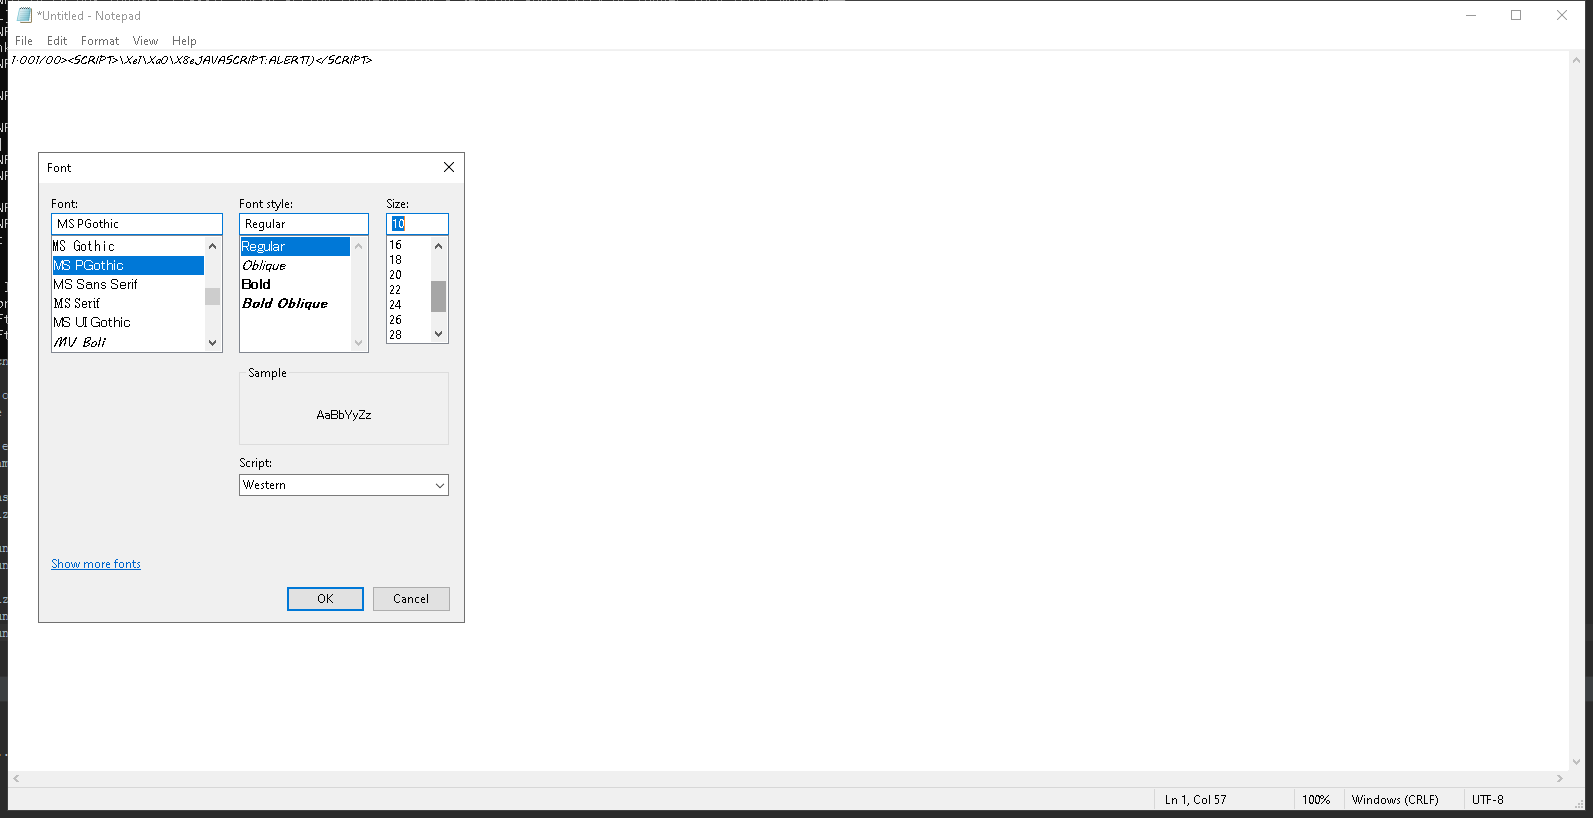 *Untitled - Notepad
File Edit Format View Help
1-001/00><SCRIPT>\Xe1\Xa0\X8eJAVASCRIPT:ALERT1)</SCRIPT>
Font
Font: Font style: Size:
MS PGothic Regular 10
MS Gothic Regular 16
MS PGothic Oblique 18
MS Sans Serif Bold 20
MS Serif Bold Oblique 22
MS UI Gothic 24
MV Boli 26
28
Sample
AaBbYyZz
Script:
Western
Show more fonts
OK Cancel
Ln 1, Col 57 100% Windows (CRLF) UTF-8